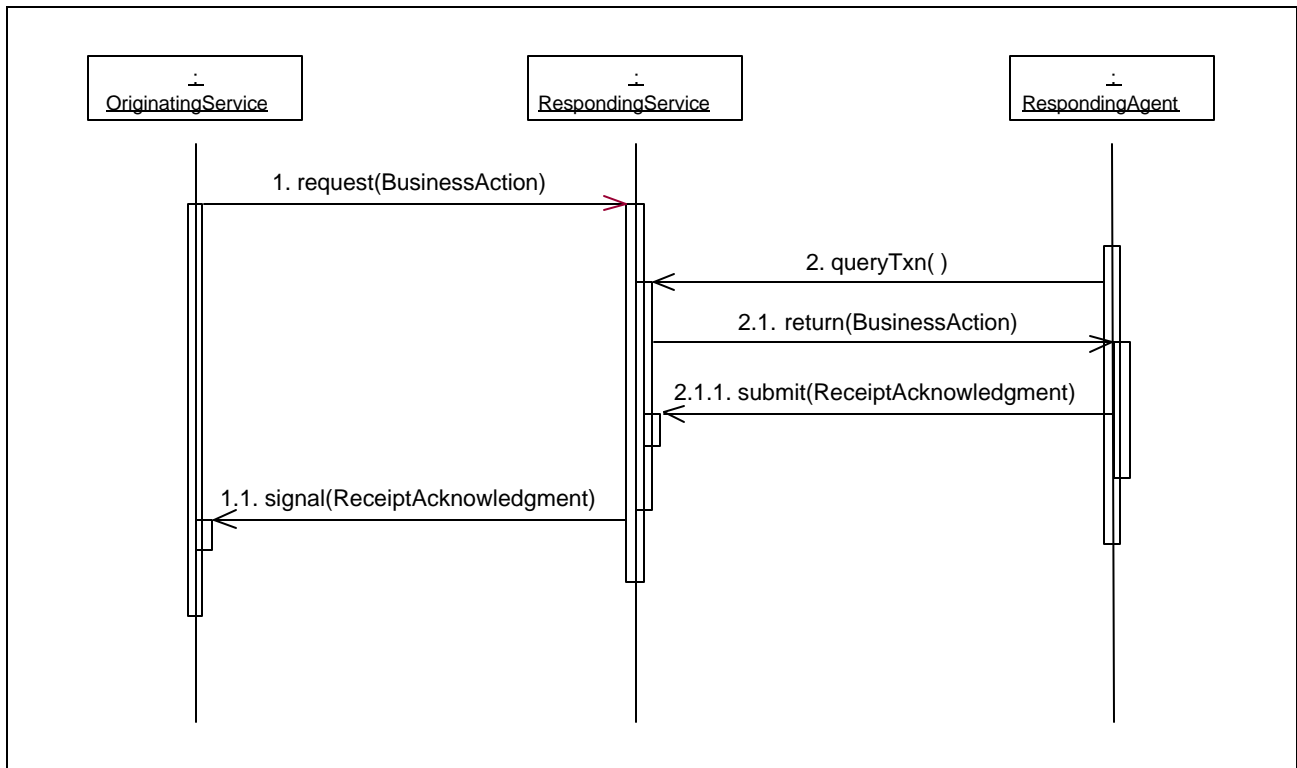 :
OriginatingService
:
RespondingService
:
RespondingAgent
1. request(BusinessAction)
2. queryTxn( )
2.1. return(BusinessAction)
2.1.1. submit(ReceiptAcknowledgment)
1.1. signal(ReceiptAcknowledgment)